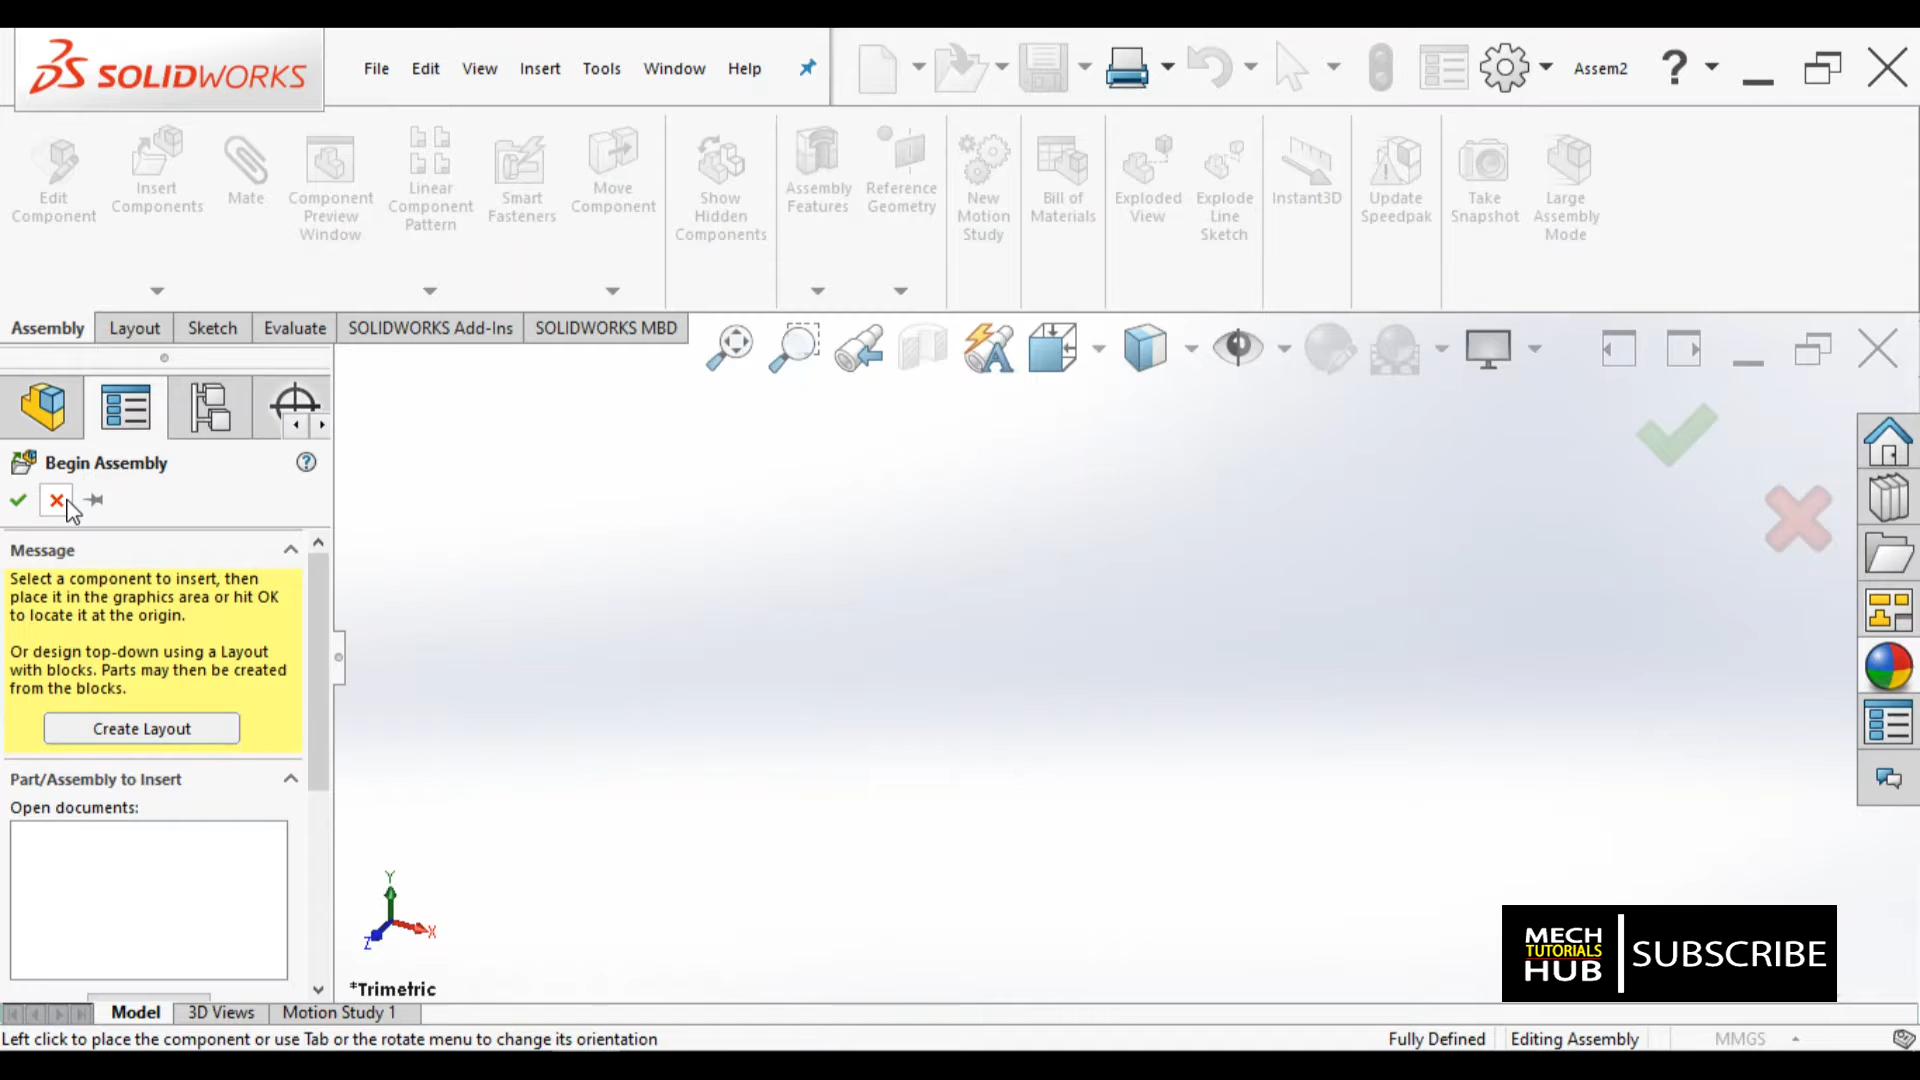 SOLIDWORKS
File Edit View Insert Tools Window Help
Assem2
?
Edit
Component
Insert
Components
Mate
Component
Preview
Window
Linear
Component
Pattern
Smart
Fasteners
Move
Component
Show
Hidden
Components
Assembly
Features
Reference
Geometry
New
Motion
Study
Bill of
Materials
Exploded
View
Explode
Line
Sketch
Instant3D
Update
Speedpak
Take
Snapshot
Large
Assembly
Mode
Assembly Layout Sketch Evaluate SOLIDWORKS Add-Ins SOLIDWORKS MBD
Begin Assembly
?
Message
Select a component to insert, then
place it in the graphics area or hit OK
to locate it at the origin.
Or design top-down using a Layout
with blocks. Parts may then be created
from the blocks.
Create Layout
Part/Assembly to Insert
Open documents:
Y
X
Z
*Trimetric
MECH
TUTORIALS
HUB
SUBSCRIBE
Model 3D Views Motion Study 1
Left click to place the component or use Tab or the rotate menu to change its orientation
Fully Defined Editing Assembly MMGS